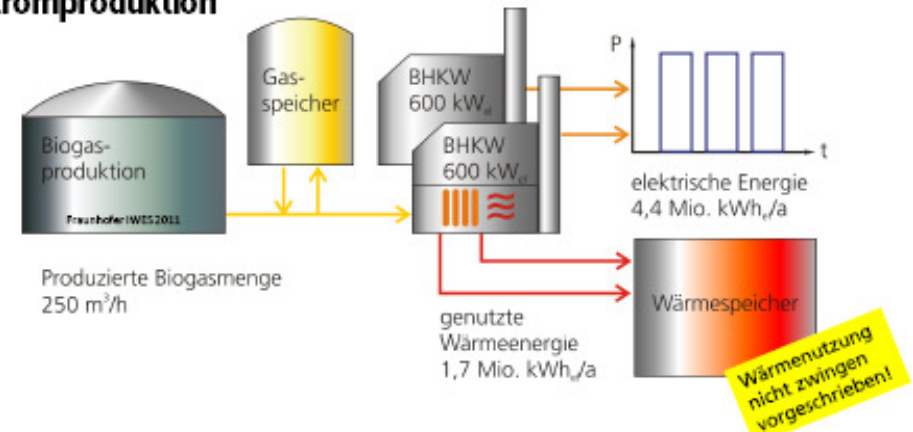 tromproduktion
Gas-
speicher
BHKW
600 kWel
BHKW
600 kWel
P
t
Biogas-
produktion
Fraunhofer IWES 2011
elektrische Energie
4,4 Mio. kWhel/a
Produzierte Biogasmenge
250 m³/h
Wärmespeicher
genutzte
Wärmeenergie
1,7 Mio. kWhel/a
Wärmenutzung
nicht zwingen
vorgeschrieben!